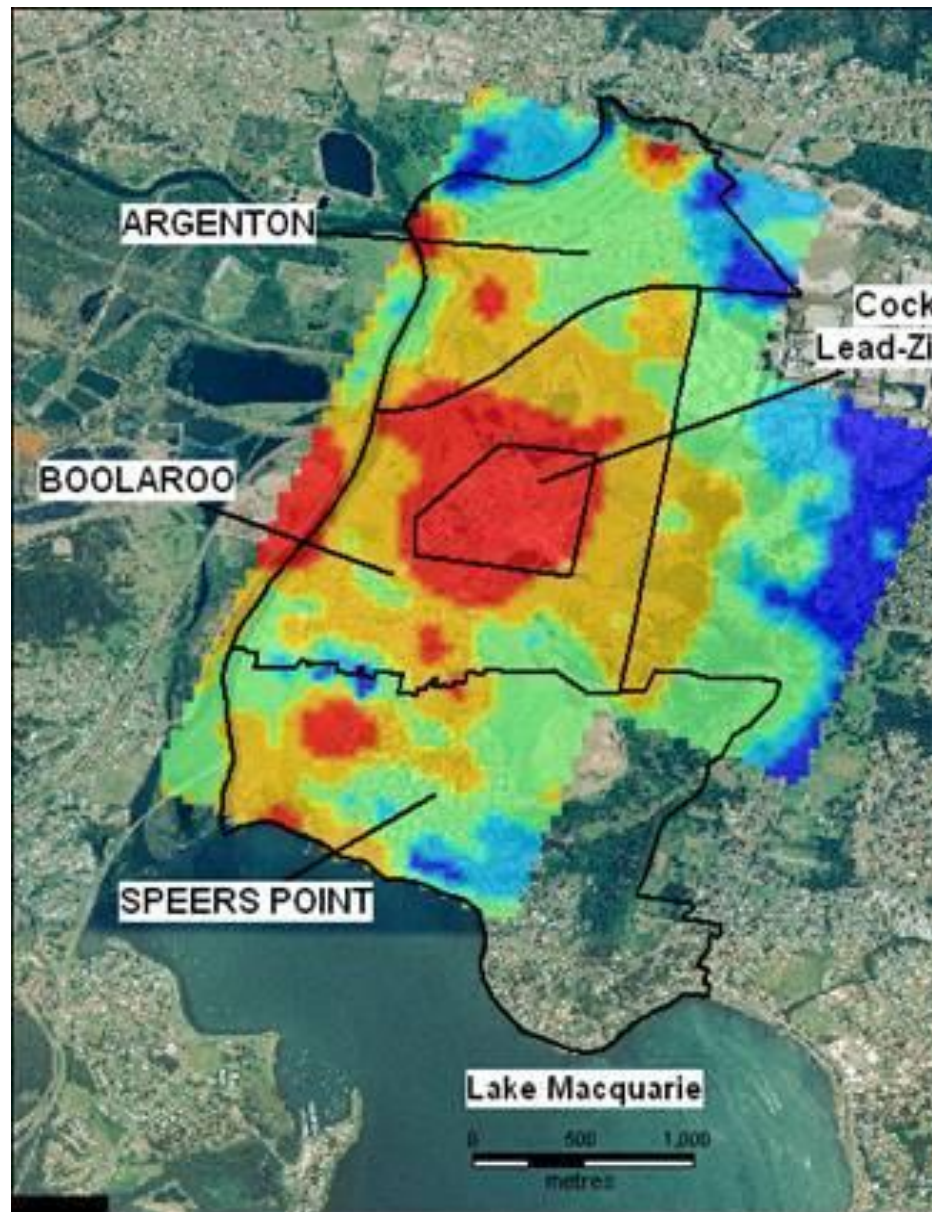 ARGENTON
Cock
Lead-Zi
BOOLAROO
SPEERS POINT
Lake Macquarie
0 500 1,000
metres